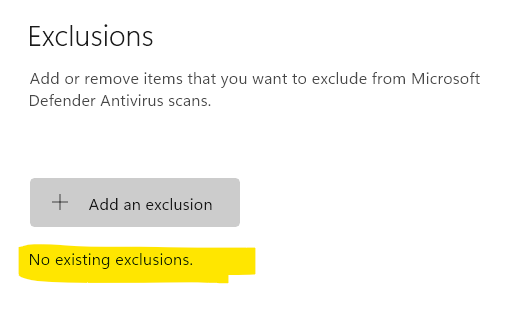 Exclusions
Add or remove items that you want to exclude from Microsoft
Defender Antivirus scans.
Add an exclusion
No existing exclusions.